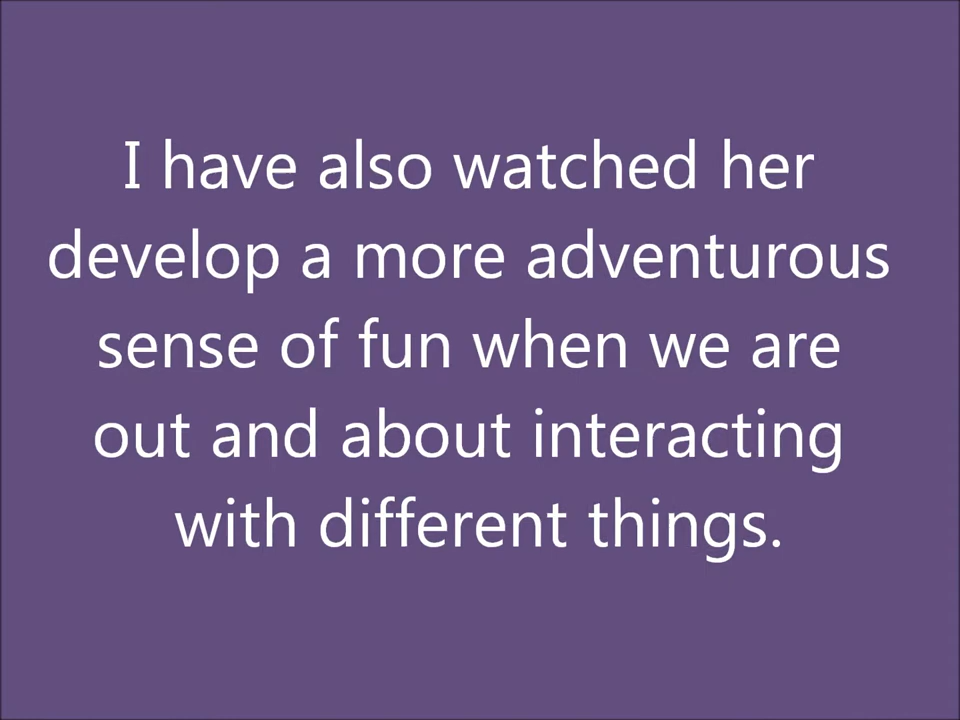 I have also watched her
develop a more adventurous
sense of fun when we are
out and about interacting
with different things.